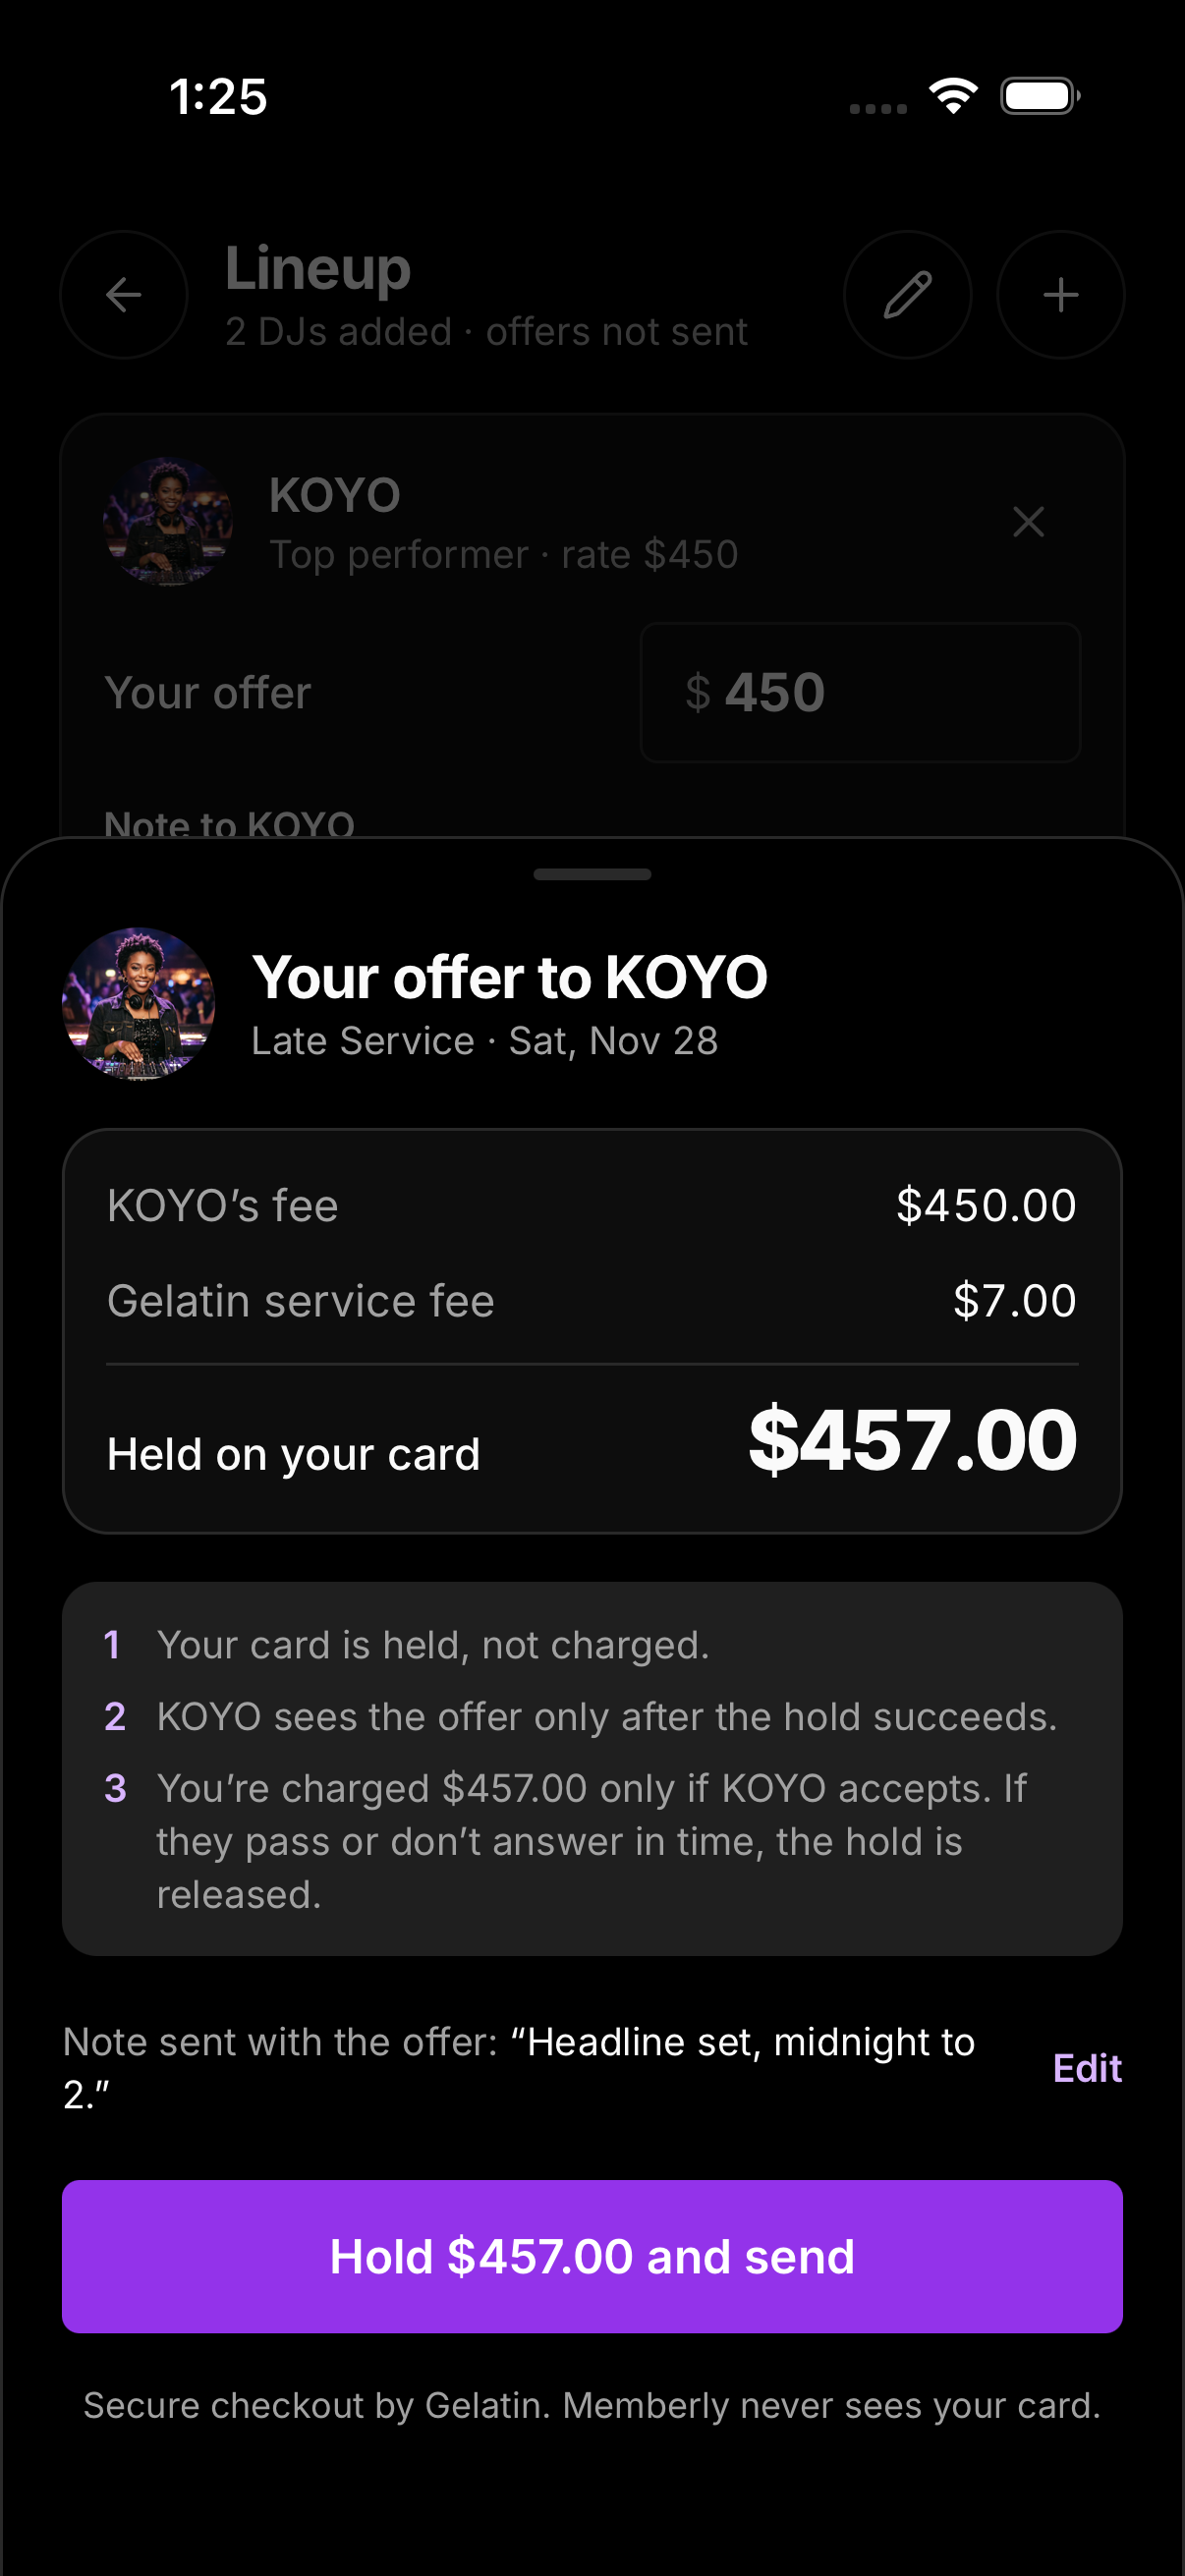 1:25
Lineup
2 DJs added · offers not sent
KOYO
Top performer · rate $450
Your offer
$ 450
Note to KOYO
Your offer to KOYO
Late Service · Sat, Nov 28
KOYO’s fee
$450.00
Gelatin service fee
$7.00
Held on your card
$457.00
1 Your card is held, not charged.
2 KOYO sees the offer only after the hold succeeds.
3 You’re charged $457.00 only if KOYO accepts. If
they pass or don’t answer in time, the hold is
released.
Note sent with the offer: “Headline set, midnight to
2.”
Edit
Hold $457.00 and send
Secure checkout by Gelatin. Memberly never sees your card.